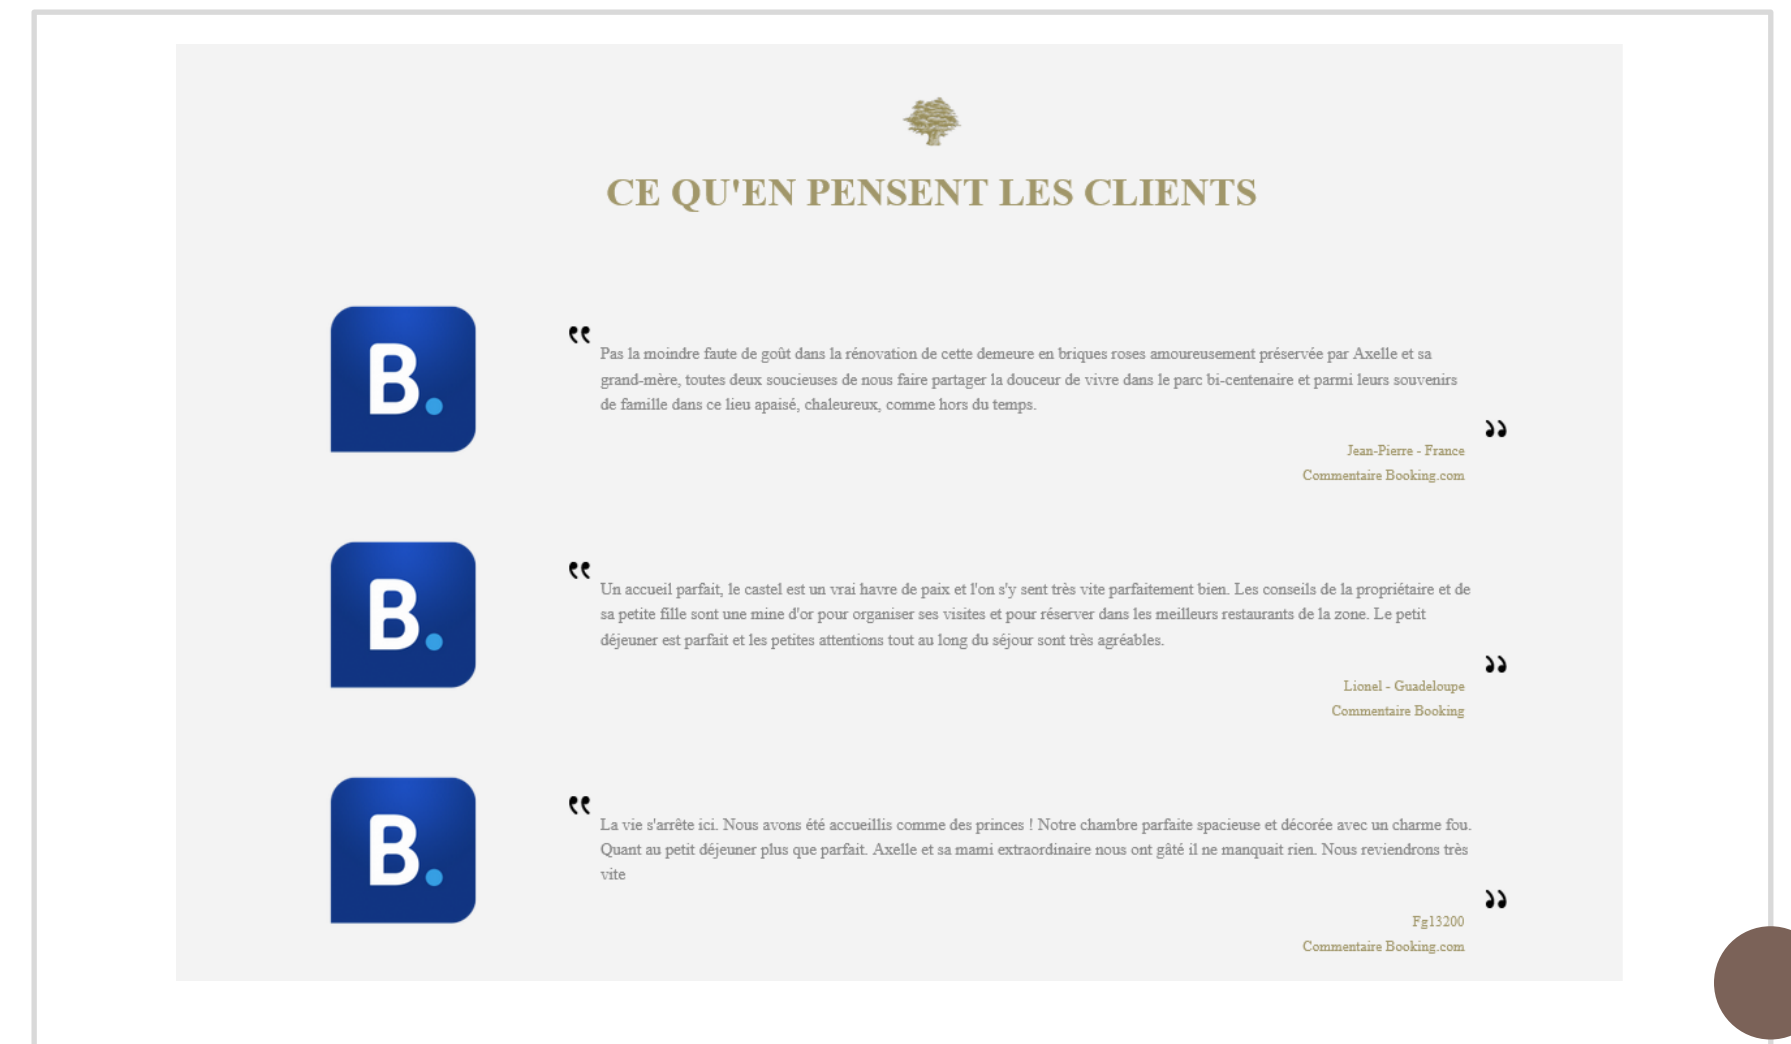 CE QU'EN PENSENT LES CLIENTS
B.
Pas la moindre faute de goût dans la rénovation de cette demeure en briques roses amoureusement préservée par Axelle et sa
grand-mère, toutes deux soucieuses de nous faire partager la douceur de vivre dans le parc bi-centenaire et parmi leurs souvenirs
de famille dans ce lieu apaisé, chaleureux, comme hors du temps.
Jean-Pierre - France
Commentaire Booking.com
B.
Un accueil parfait, le castel est un vrai havre de paix et l'on s'y sent très vite parfaitement bien. Les conseils de la propriétaire et de
sa petite fille sont une mine d'or pour organiser ses visites et pour réserver dans les meilleurs restaurants de la zone. Le petit
déjeuner est parfait et les petites attentions tout au long du séjour sont très agréables.
Lionel - Guadeloupe
Commentaire Booking
B.
La vie s'arrête ici. Nous avons été accueillis comme des princes ! Notre chambre parfaite spacieuse et décorée avec un charme fou.
Quant au petit déjeuner plus que parfait. Axelle et sa mami extraordinaire nous ont gâté il ne manquait rien. Nous reviendrons très
vite
Fg13200
Commentaire Booking.com